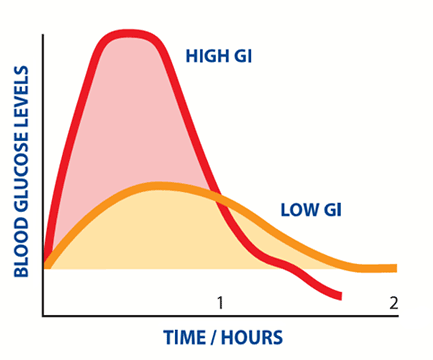 HIGH GI
BLOOD GLUCOSE LEVELS
LOW GI
1
2
TIME / HOURS